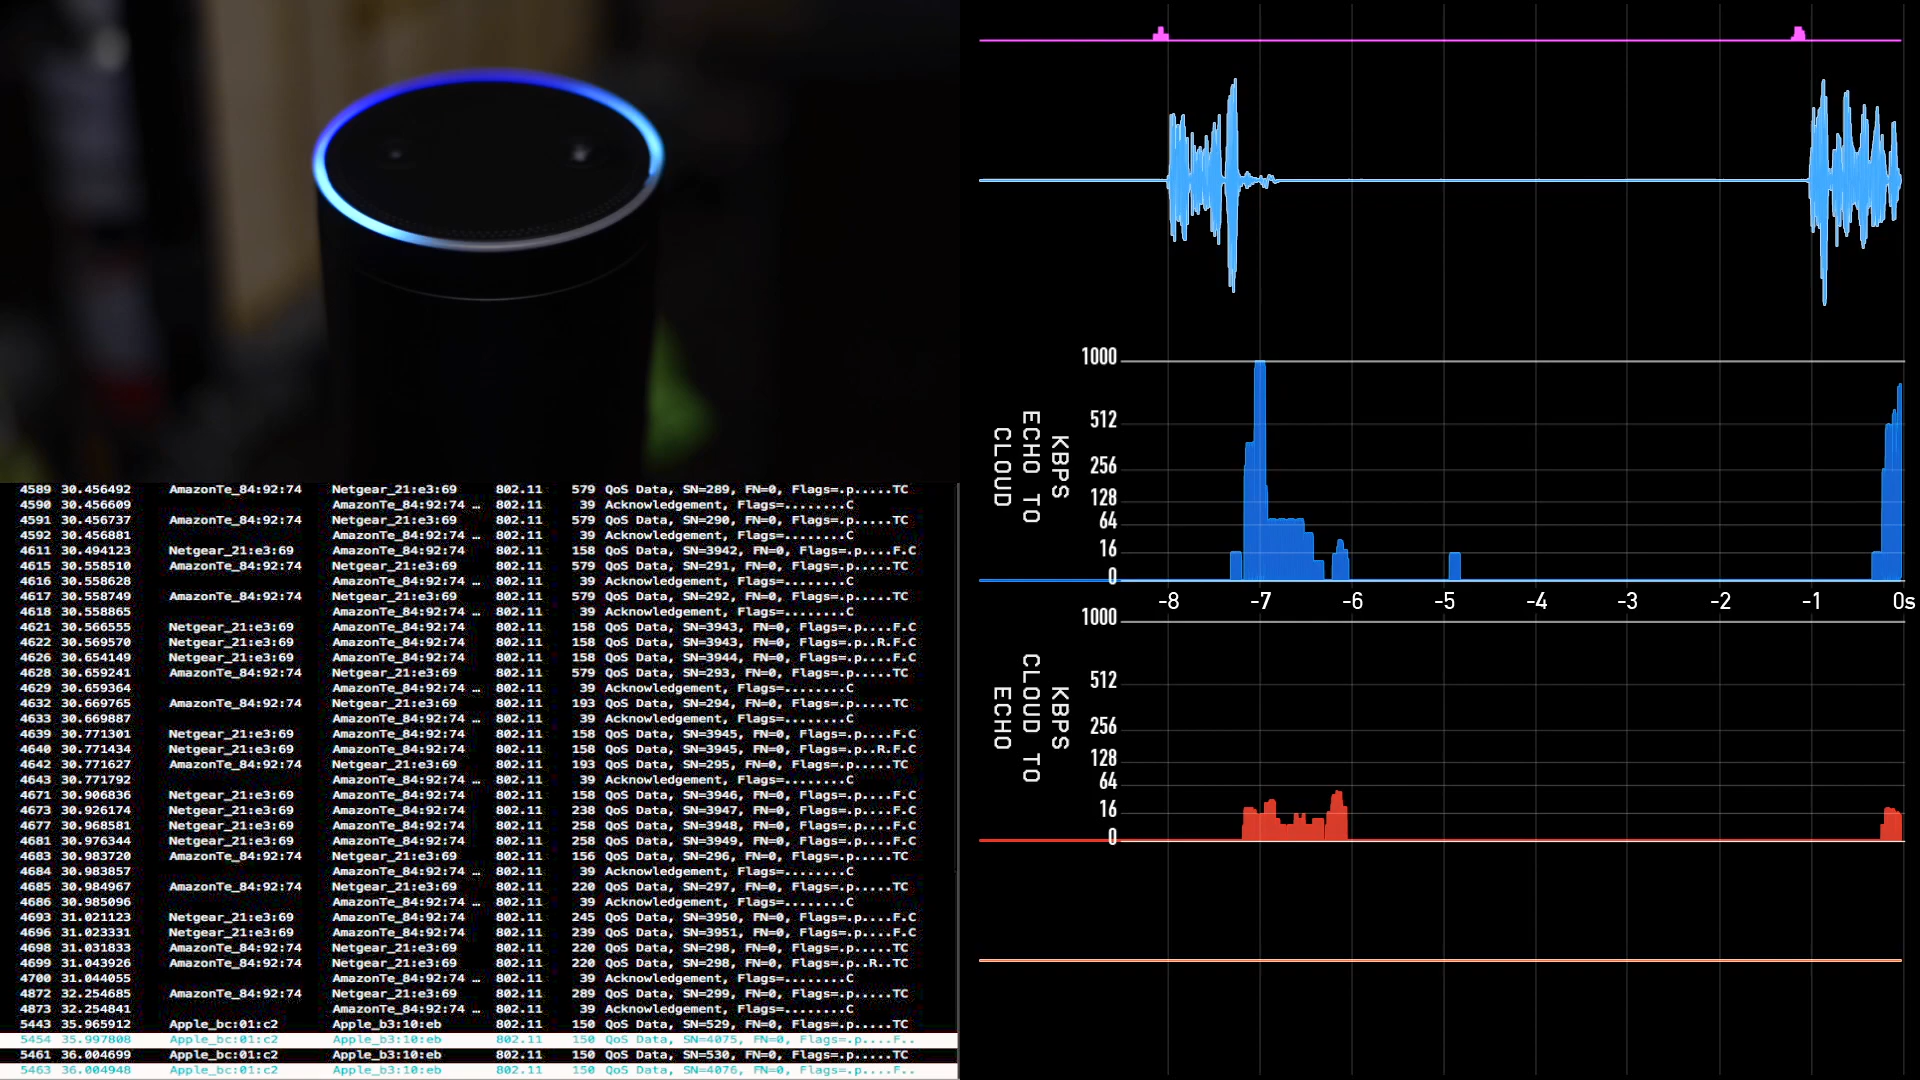 4589 30.456492 AmazonTe_84:92:74 Netgear_21:e3:69 802.11 579 QoS Data, SN=289, FN=0, Flags=.p.....TC
4590 30.456609 AmazonTe_84:92:74 … 802.11 39 Acknowledgement, Flags=........C
4591 30.456737 AmazonTe_84:92:74 Netgear_21:e3:69 802.11 579 QoS Data, SN=290, FN=0, Flags=.p.....TC
4592 30.456881 AmazonTe_84:92:74 … 802.11 39 Acknowledgement, Flags=........C
4611 30.494123 Netgear_21:e3:69 AmazonTe_84:92:74 802.11 158 QoS Data, SN=3942, FN=0, Flags=.p....F.C
4615 30.558510 AmazonTe_84:92:74 Netgear_21:e3:69 802.11 579 QoS Data, SN=291, FN=0, Flags=.p.....TC
4616 30.558628 AmazonTe_84:92:74 … 802.11 39 Acknowledgement, Flags=........C
4617 30.558749 AmazonTe_84:92:74 Netgear_21:e3:69 802.11 579 QoS Data, SN=292, FN=0, Flags=.p.....TC
4618 30.558865 AmazonTe_84:92:74 … 802.11 39 Acknowledgement, Flags=........C
4621 30.566555 Netgear_21:e3:69 AmazonTe_84:92:74 802.11 158 QoS Data, SN=3943, FN=0, Flags=.p....F.C
4622 30.569570 Netgear_21:e3:69 AmazonTe_84:92:74 802.11 158 QoS Data, SN=3943, FN=0, Flags=.p..R.F.C
4626 30.654149 Netgear_21:e3:69 AmazonTe_84:92:74 802.11 158 QoS Data, SN=3944, FN=0, Flags=.p....F.C
4628 30.659241 AmazonTe_84:92:74 Netgear_21:e3:69 802.11 579 QoS Data, SN=293, FN=0, Flags=.p.....TC
4629 30.659364 AmazonTe_84:92:74 … 802.11 39 Acknowledgement, Flags=........C
4632 30.669765 AmazonTe_84:92:74 Netgear_21:e3:69 802.11 193 QoS Data, SN=294, FN=0, Flags=.p.....TC
4633 30.669887 AmazonTe_84:92:74 … 802.11 39 Acknowledgement, Flags=........C
4639 30.771301 Netgear_21:e3:69 AmazonTe_84:92:74 802.11 158 QoS Data, SN=3945, FN=0, Flags=.p....F.C
4640 30.771434 Netgear_21:e3:69 AmazonTe_84:92:74 802.11 158 QoS Data, SN=3945, FN=0, Flags=.p..R.F.C
4642 30.771627 AmazonTe_84:92:74 Netgear_21:e3:69 802.11 193 QoS Data, SN=295, FN=0, Flags=.p.....TC
4643 30.771792 AmazonTe_84:92:74 … 802.11 39 Acknowledgement, Flags=........C
4671 30.906836 Netgear_21:e3:69 AmazonTe_84:92:74 802.11 158 QoS Data, SN=3946, FN=0, Flags=.p....F.C
4673 30.926174 Netgear_21:e3:69 AmazonTe_84:92:74 802.11 238 QoS Data, SN=3947, FN=0, Flags=.p....F.C
4677 30.968581 Netgear_21:e3:69 AmazonTe_84:92:74 802.11 258 QoS Data, SN=3948, FN=0, Flags=.p....F.C
4681 30.976344 Netgear_21:e3:69 AmazonTe_84:92:74 802.11 258 QoS Data, SN=3949, FN=0, Flags=.p....F.C
4683 30.983720 AmazonTe_84:92:74 Netgear_21:e3:69 802.11 156 QoS Data, SN=296, FN=0, Flags=.p.....TC
4684 30.983857 AmazonTe_84:92:74 … 802.11 39 Acknowledgement, Flags=........C
4685 30.984967 AmazonTe_84:92:74 Netgear_21:e3:69 802.11 220 QoS Data, SN=297, FN=0, Flags=.p.....TC
4686 30.985096 AmazonTe_84:92:74 … 802.11 39 Acknowledgement, Flags=........C
4693 31.021123 Netgear_21:e3:69 AmazonTe_84:92:74 802.11 245 QoS Data, SN=3950, FN=0, Flags=.p....F.C
4696 31.023331 Netgear_21:e3:69 AmazonTe_84:92:74 802.11 239 QoS Data, SN=3951, FN=0, Flags=.p....F.C
4698 31.031833 AmazonTe_84:92:74 Netgear_21:e3:69 802.11 220 QoS Data, SN=298, FN=0, Flags=.p.....TC
4699 31.043926 AmazonTe_84:92:74 Netgear_21:e3:69 802.11 220 QoS Data, SN=298, FN=0, Flags=.p..R..TC
4700 31.044055 AmazonTe_84:92:74 … 802.11 39 Acknowledgement, Flags=........C
4872 32.254685 AmazonTe_84:92:74 Netgear_21:e3:69 802.11 289 QoS Data, SN=299, FN=0, Flags=.p.....TC
4873 32.254841 AmazonTe_84:92:74 … 802.11 39 Acknowledgement, Flags=........C
5443 35.965912 Apple_bc:01:c2 Apple_b3:10:eb 802.11 150 QoS Data, SN=529, FN=0, Flags=.p.....TC
5454 35.997808 Apple_bc:01:c2 Apple_b3:10:eb 802.11 150 QoS Data, SN=4075, FN=0, Flags=.p....F..
5461 36.004699 Apple_bc:01:c2 Apple_b3:10:eb 802.11 150 QoS Data, SN=530, FN=0, Flags=.p.....TC
5463 36.004948 Apple_bc:01:c2 Apple_b3:10:eb 802.11 150 QoS Data, SN=4076, FN=0, Flags=.p....F..
KBPS
ECHO TO
CLOUD
1000
512
256
128
64
16
0
-8 -7 -6 -5 -4 -3 -2 -1 0s
KBPS
CLOUD TO
ECHO
1000
512
256
128
64
16
0